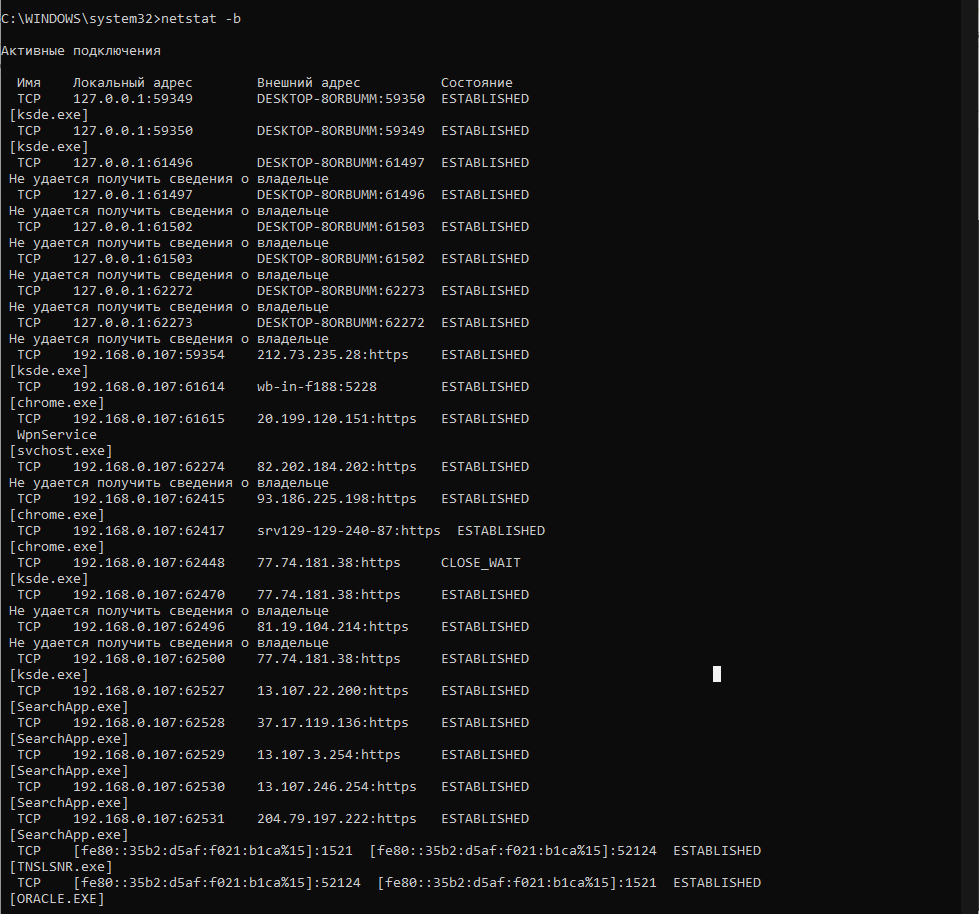 C:\WINDOWS\system32>netstat -b
Активные подключения
Имя Локальный адрес Внешний адрес Состояние
TCP 127.0.0.1:59349 DESKTOP-8ORBUMM:59350 ESTABLISHED
[ksde.exe]
TCP 127.0.0.1:59350 DESKTOP-8ORBUMM:59349 ESTABLISHED
[ksde.exe]
TCP 127.0.0.1:61496 DESKTOP-8ORBUMM:61497 ESTABLISHED
Не удается получить сведения о владельце
TCP 127.0.0.1:61497 DESKTOP-8ORBUMM:61496 ESTABLISHED
Не удается получить сведения о владельце
TCP 127.0.0.1:61502 DESKTOP-8ORBUMM:61503 ESTABLISHED
Не удается получить сведения о владельце
TCP 127.0.0.1:61503 DESKTOP-8ORBUMM:61502 ESTABLISHED
Не удается получить сведения о владельце
TCP 127.0.0.1:62272 DESKTOP-8ORBUMM:62273 ESTABLISHED
Не удается получить сведения о владельце
TCP 127.0.0.1:62273 DESKTOP-8ORBUMM:62272 ESTABLISHED
Не удается получить сведения о владельце
TCP 192.168.0.107:59354 212.73.235.28:https ESTABLISHED
[ksde.exe]
TCP 192.168.0.107:61614 wb-in-f188:5228 ESTABLISHED
[chrome.exe]
TCP 192.168.0.107:61615 20.199.120.151:https ESTABLISHED
WpnService
[svchost.exe]
TCP 192.168.0.107:62274 82.202.184.202:https ESTABLISHED
Не удается получить сведения о владельце
TCP 192.168.0.107:62415 93.186.225.198:https ESTABLISHED
[chrome.exe]
TCP 192.168.0.107:62417 srv129-129-240-87:https ESTABLISHED
[chrome.exe]
TCP 192.168.0.107:62448 77.74.181.38:https CLOSE_WAIT
[ksde.exe]
TCP 192.168.0.107:62470 77.74.181.38:https ESTABLISHED
Не удается получить сведения о владельце
TCP 192.168.0.107:62496 81.19.104.214:https ESTABLISHED
Не удается получить сведения о владельце
TCP 192.168.0.107:62500 77.74.181.38:https ESTABLISHED
[ksde.exe]
TCP 192.168.0.107:62527 13.107.22.200:https ESTABLISHED
[SearchApp.exe]
TCP 192.168.0.107:62528 37.17.119.136:https ESTABLISHED
[SearchApp.exe]
TCP 192.168.0.107:62529 13.107.3.254:https ESTABLISHED
[SearchApp.exe]
TCP 192.168.0.107:62530 13.107.246.254:https ESTABLISHED
[SearchApp.exe]
TCP 192.168.0.107:62531 204.79.197.222:https ESTABLISHED
[SearchApp.exe]
TCP [fe80::35b2:d5af:f021:b1ca%15]:1521 [fe80::35b2:d5af:f021:b1ca%15]:52124 ESTABLISHED
[TNSLSNR.exe]
TCP [fe80::35b2:d5af:f021:b1ca%15]:52124 [fe80::35b2:d5af:f021:b1ca%15]:1521 ESTABLISHED
[ORACLE.EXE]